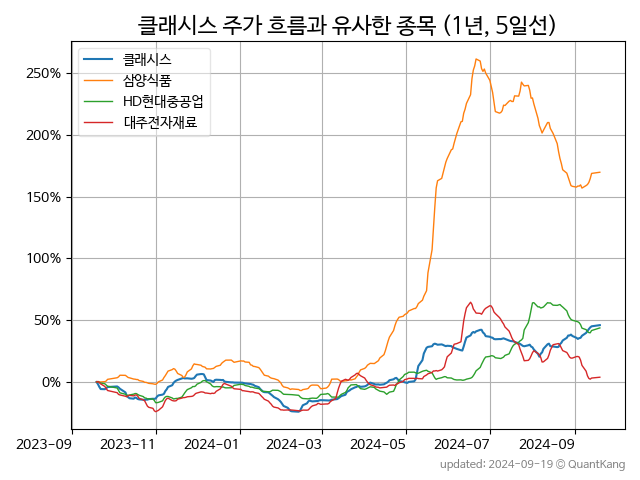 클래시스 주가 흐름과 유사한 종목 (1년, 5일선)
클래시스
삼양식품
HD현대중공업
대주전자재료
250%
200%
150%
100%
50%
0%
2023-09 2023-11 2024-01 2024-03 2024-05 2024-07 2024-09
updated: 2024-09-19 © QuantKang